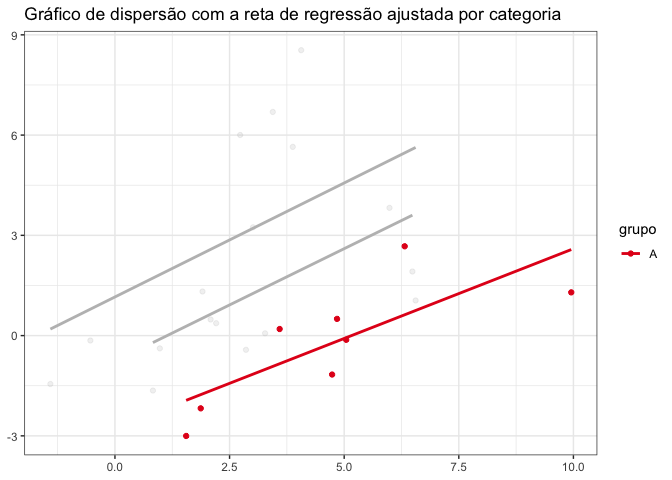 Gráfico de dispersão com a reta de regressão ajustada por categoria
9
6
3
0
-3
0.0 2.5 5.0 7.5 10.0
grupo
A